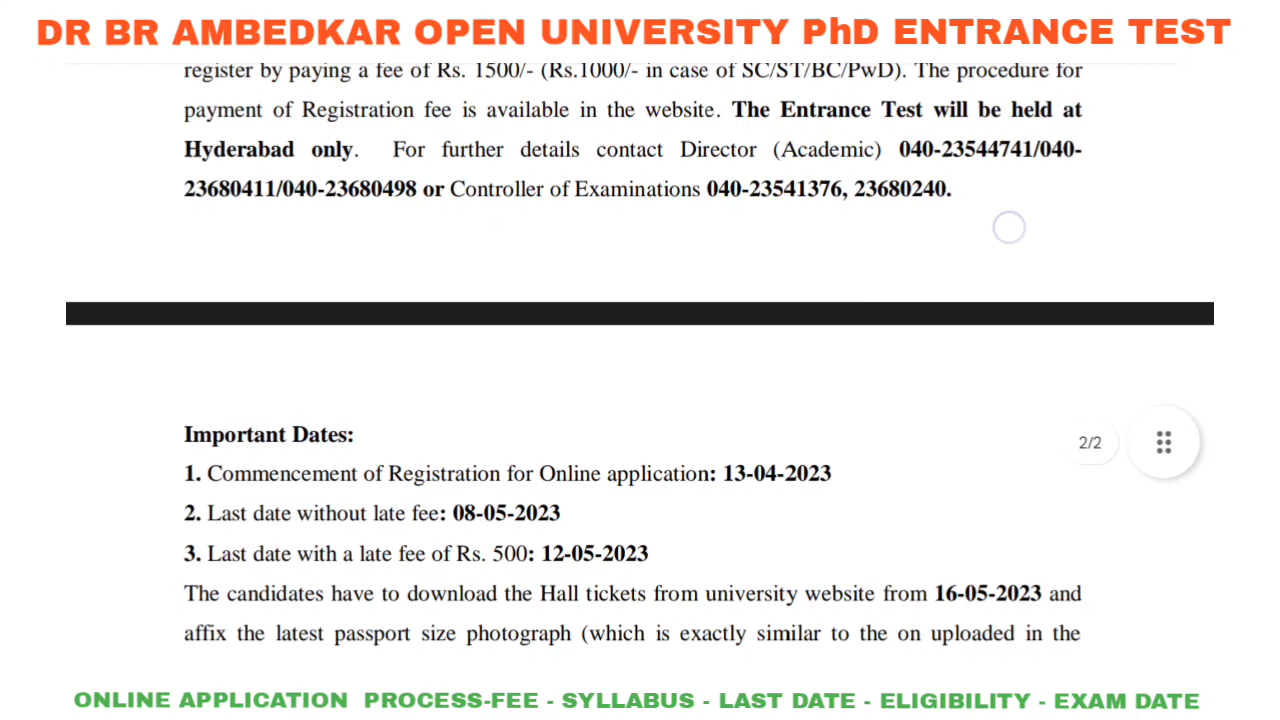 DR BR AMBEDKAR OPEN UNIVERSITY PhD ENTRANCE TEST
register by paying a fee of Rs. 1500/- (Rs.1000/- in case of SC/ST/BC/PwD). The procedure for
payment of Registration fee is available in the website. The Entrance Test will be held at
Hyderabad only. For further details contact Director (Academic) 040-23544741/040-
23680411/040-23680498 or Controller of Examinations 040-23541376, 23680240.
Important Dates:
2/2
1. Commencement of Registration for Online application: 13-04-2023
2. Last date without late fee: 08-05-2023
3. Last date with a late fee of Rs. 500: 12-05-2023
The candidates have to download the Hall tickets from university website from 16-05-2023 and
affix the latest passport size photograph (which is exactly similar to the on uploaded in the
ONLINE APPLICATION PROCESS-FEE - SYLLABUS - LAST DATE - ELIGIBILITY - EXAM DATE